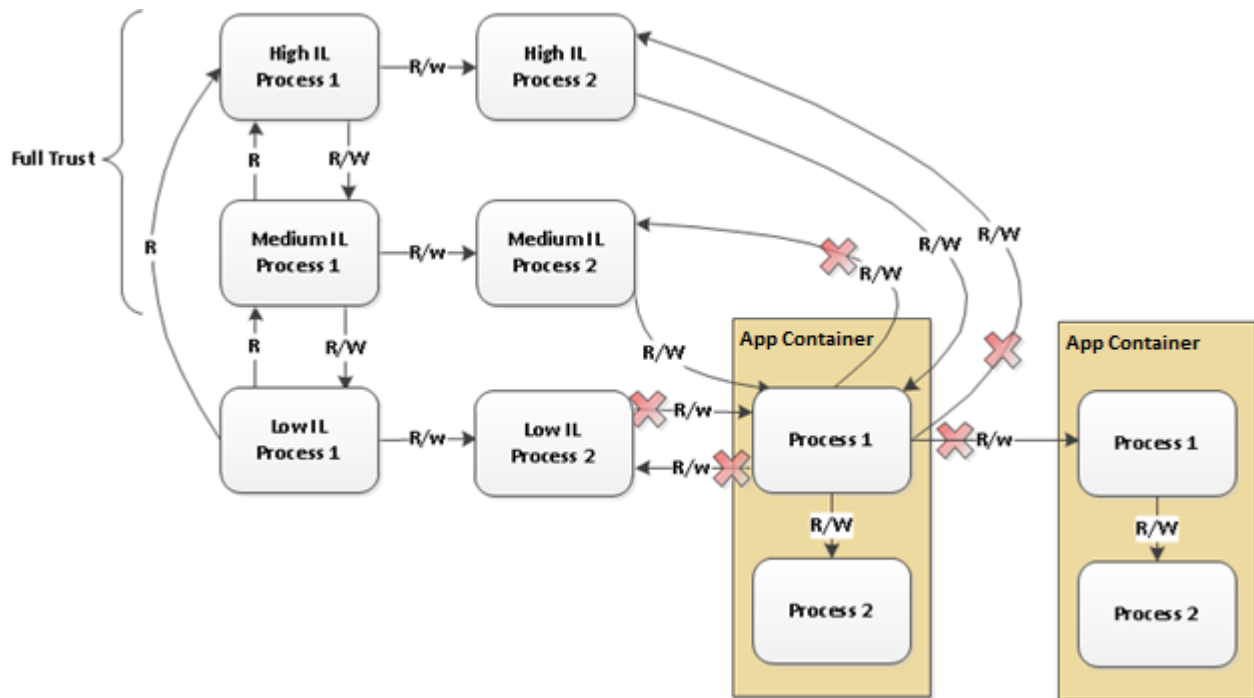 High IL
Process 1
R/w
High IL
Process 2
Full Trust
R
R/W
R
Medium IL
Process 1
R/w
Medium IL
Process 2
R/W
R/W
R/W
R/W
R
R/W
App Container
App Container
Low IL
Process 1
R/w
Low IL
Process 2
R/w
R/w
Process 1
R/w
Process 1
R/W
R/W
Process 2
Process 2